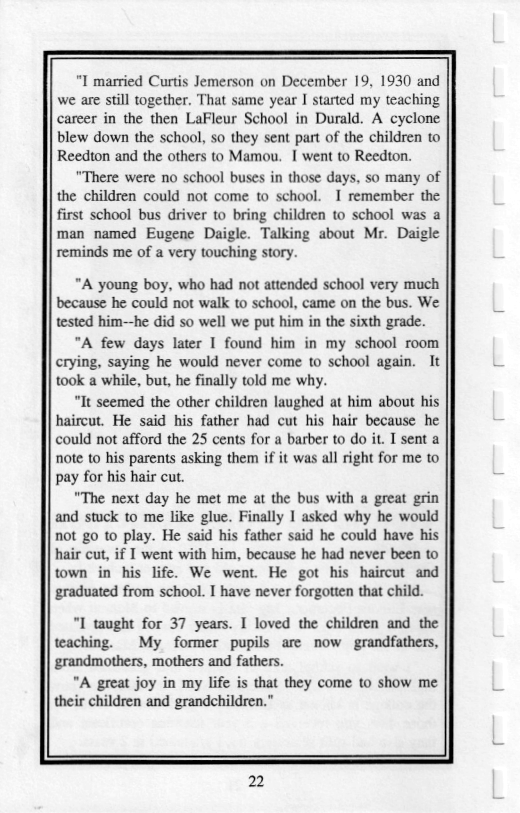 "I married Curtis Jemerson on December 19, 1930 and
we are still together. That same year I started my teaching
career in the then LaFleur School in Durald. A cyclone
blew down the school, so they sent part of the children to
Reedton and the others to Mamou. I went to Reedton.
"There were no school buses in those days, so many of
the children could not come to school. I remember the
first school bus driver to bring children to school was a
man named Eugene Daigle. Talking about Mr. Daigle
reminds me of a very touching story.
"A young boy, who had not attended school very much
because he could not walk to school, came on the bus. We
tested him--he did so well we put him in the sixth grade.
"A few days later I found him in my school room
crying, saying he would never come to school again. It
took a while, but, he finally told me why.
"It seemed the other children laughed at him about his
haircut. He said his father had cut his hair because he
could not afford the 25 cents for a barber to do it. I sent a
note to his parents asking them if it was all right for me to
pay for his hair cut.
"The next day he met me at the bus with a great grin
and stuck to me like glue. Finally I asked why he would
not go to play. He said his father said he could have his
hair cut, if I went with him, because he had never been to
town in his life. We went. He got his haircut and
graduated from school. I have never forgotten that child.
"I taught for 37 years. I loved the children and the
teaching. My former pupils are now grandfathers,
grandmothers, mothers and fathers.
"A great joy in my life is that they come to show me
their children and grandchildren."
22